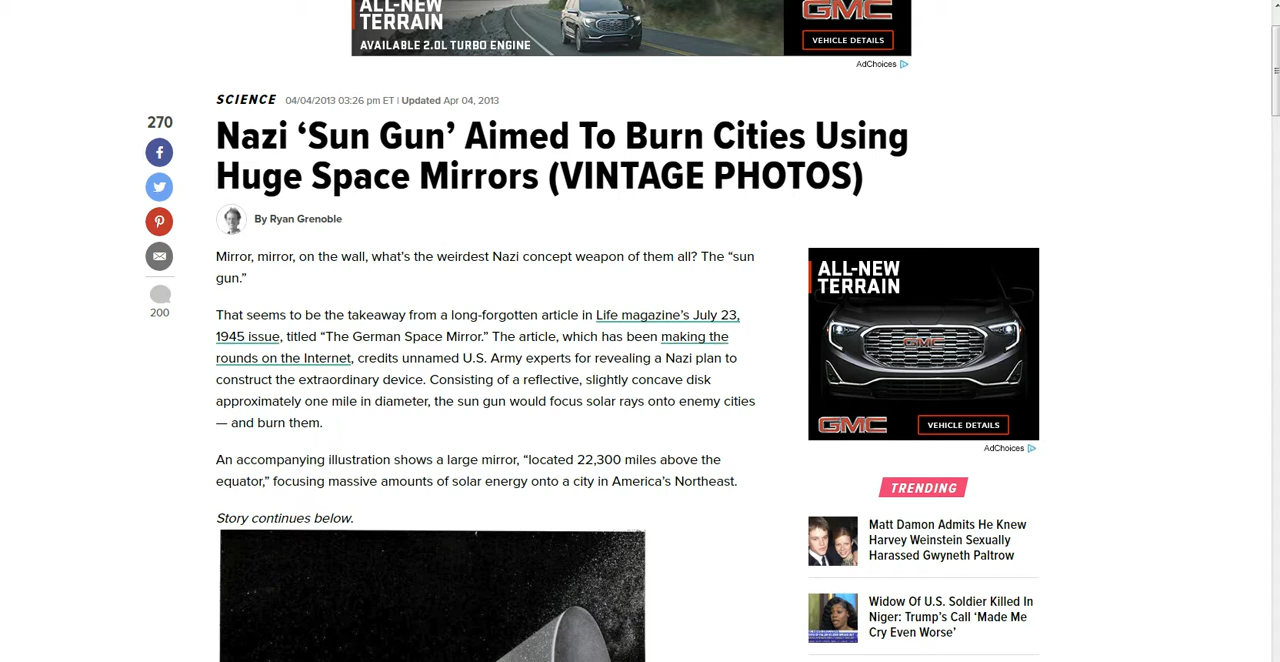 ALL-NEW
TERRAIN
AVAILABLE 2.0L TURBO ENGINE
GMC
VEHICLE DETAILS
AdChoices
SCIENCE 04/04/2013 03:26 pm ET | Updated Apr 04, 2013
270
Nazi ‘Sun Gun’ Aimed To Burn Cities Using
Huge Space Mirrors (VINTAGE PHOTOS)
By Ryan Grenoble
200
Mirror, mirror, on the wall, what’s the weirdest Nazi concept weapon of them all? The “sun
gun.”
That seems to be the takeaway from a long-forgotten article in Life magazine’s July 23,
1945 issue, titled “The German Space Mirror.” The article, which has been making the
rounds on the Internet, credits unnamed U.S. Army experts for revealing a Nazi plan to
construct the extraordinary device. Consisting of a reflective, slightly concave disk
approximately one mile in diameter, the sun gun would focus solar rays onto enemy cities
— and burn them.
An accompanying illustration shows a large mirror, “located 22,300 miles above the
equator,” focusing massive amounts of solar energy onto a city in America’s Northeast.
Story continues below.
ALL-NEW
TERRAIN
GMC
GMC
VEHICLE DETAILS
AdChoices
TRENDING
Matt Damon Admits He Knew
Harvey Weinstein Sexually
Harassed Gwyneth Paltrow
Widow Of U.S. Soldier Killed In
Niger: Trump’s Call ‘Made Me
Cry Even Worse’